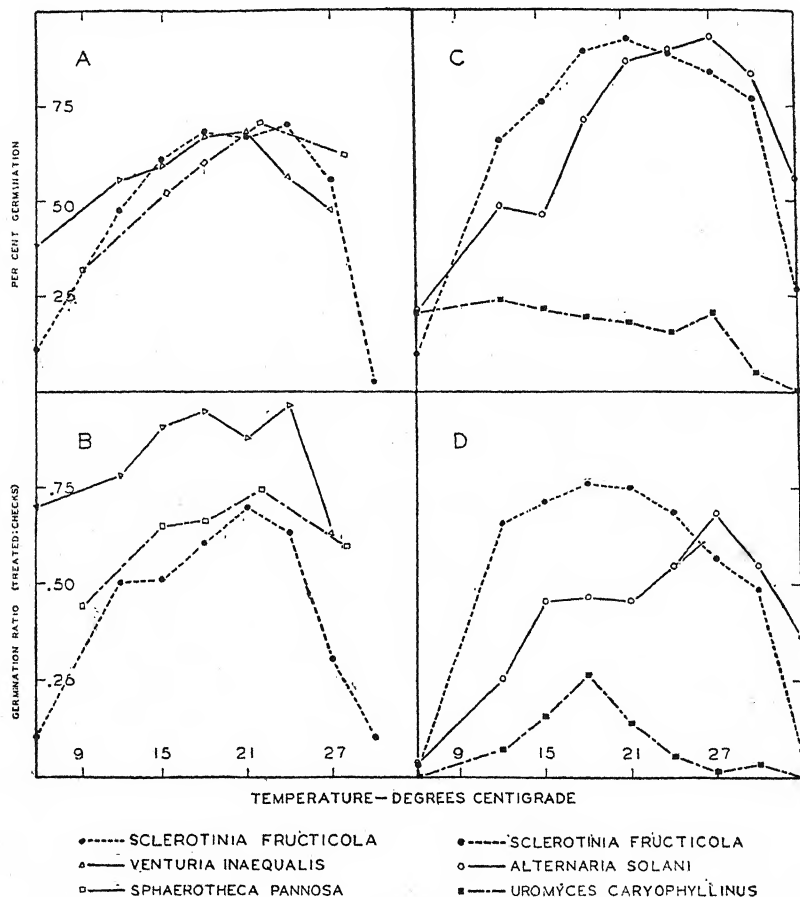 A
C
75
50
25
PER CENT GERMINATION
B
D
.75
.50
.25
GERMINATION RATIO (TREATED:CHECKS)
9 15 21 27 9 15 21 27
TEMPERATURE—DEGREES CENTIGRADE
SCLEROTINIA FRUCTICOLA
VENTURIA INAEQUALIS
SPHAEROTHECA PANNOSA
SCLEROTINIA FRUCTICOLA
ALTERNARIA SOLANI
UROMYCES CARYOPHYLLINUS